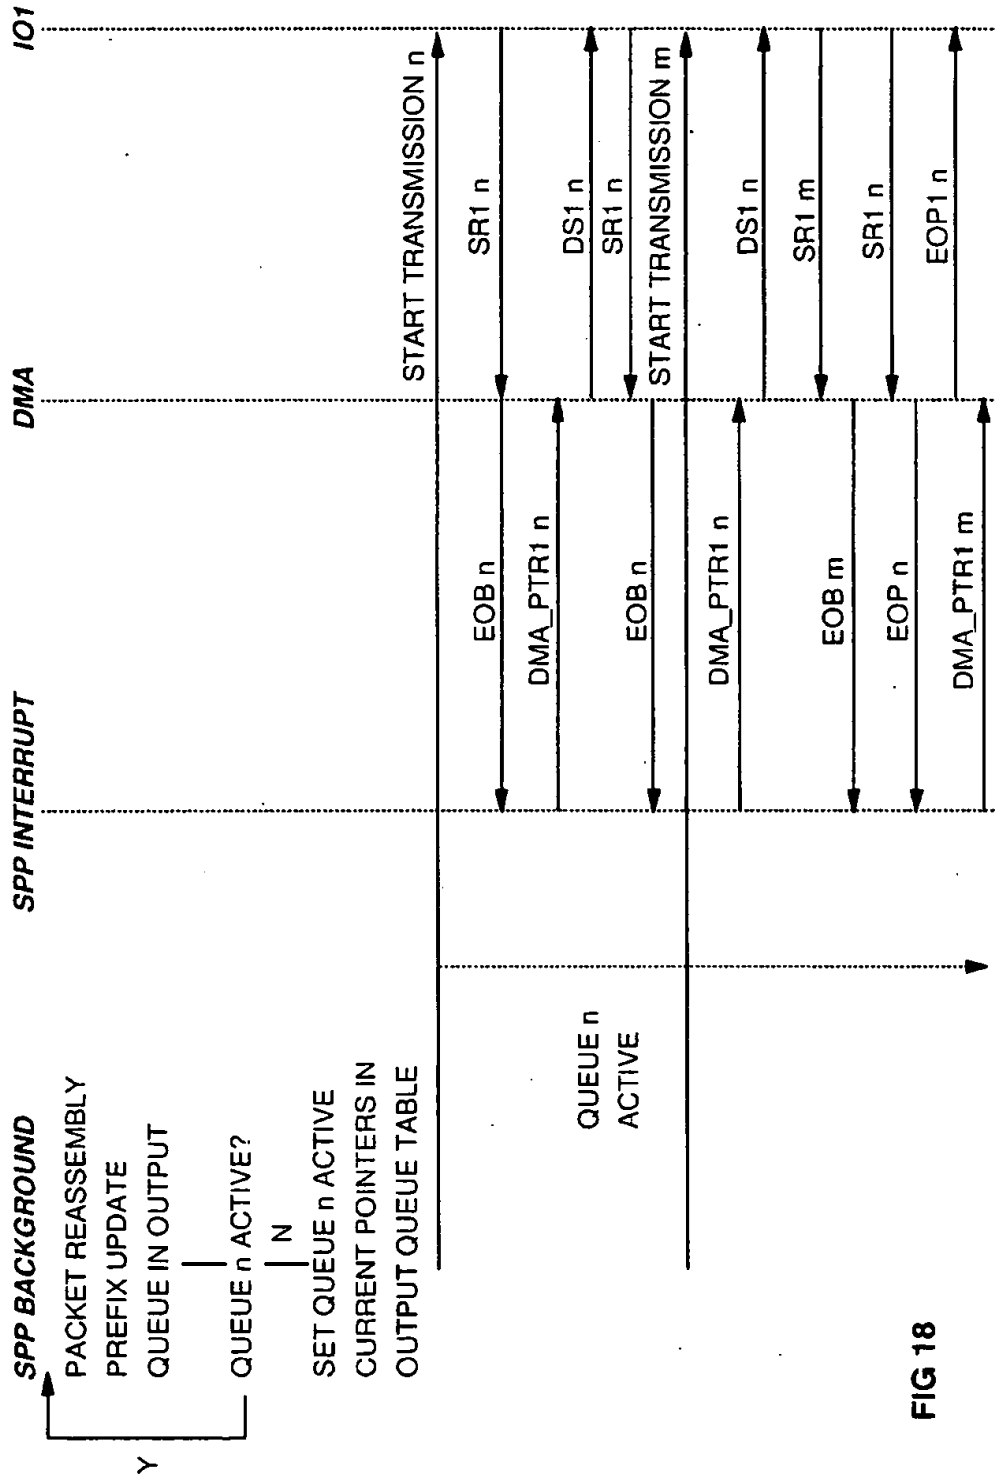 SPP BACKGROUND
SPP INTERRUPT
DMA
IO1
PACKET REASSEMBLY
PREFIX UPDATE
QUEUE IN OUTPUT
QUEUE n ACTIVE?
Y
N
SET QUEUE n ACTIVE
CURRENT POINTERS IN
OUTPUT QUEUE TABLE
START TRANSMISSION n
SR1 n
EOB n
DMA_PTR1 n
DS1 n
SR1 n
EOB n
QUEUE n
ACTIVE
START TRANSMISSION m
DMA_PTR1 n
DS1 n
SR1 m
EOB m
SR1 n
EOP n
EOP1 n
DMA_PTR1 m
FIG 18